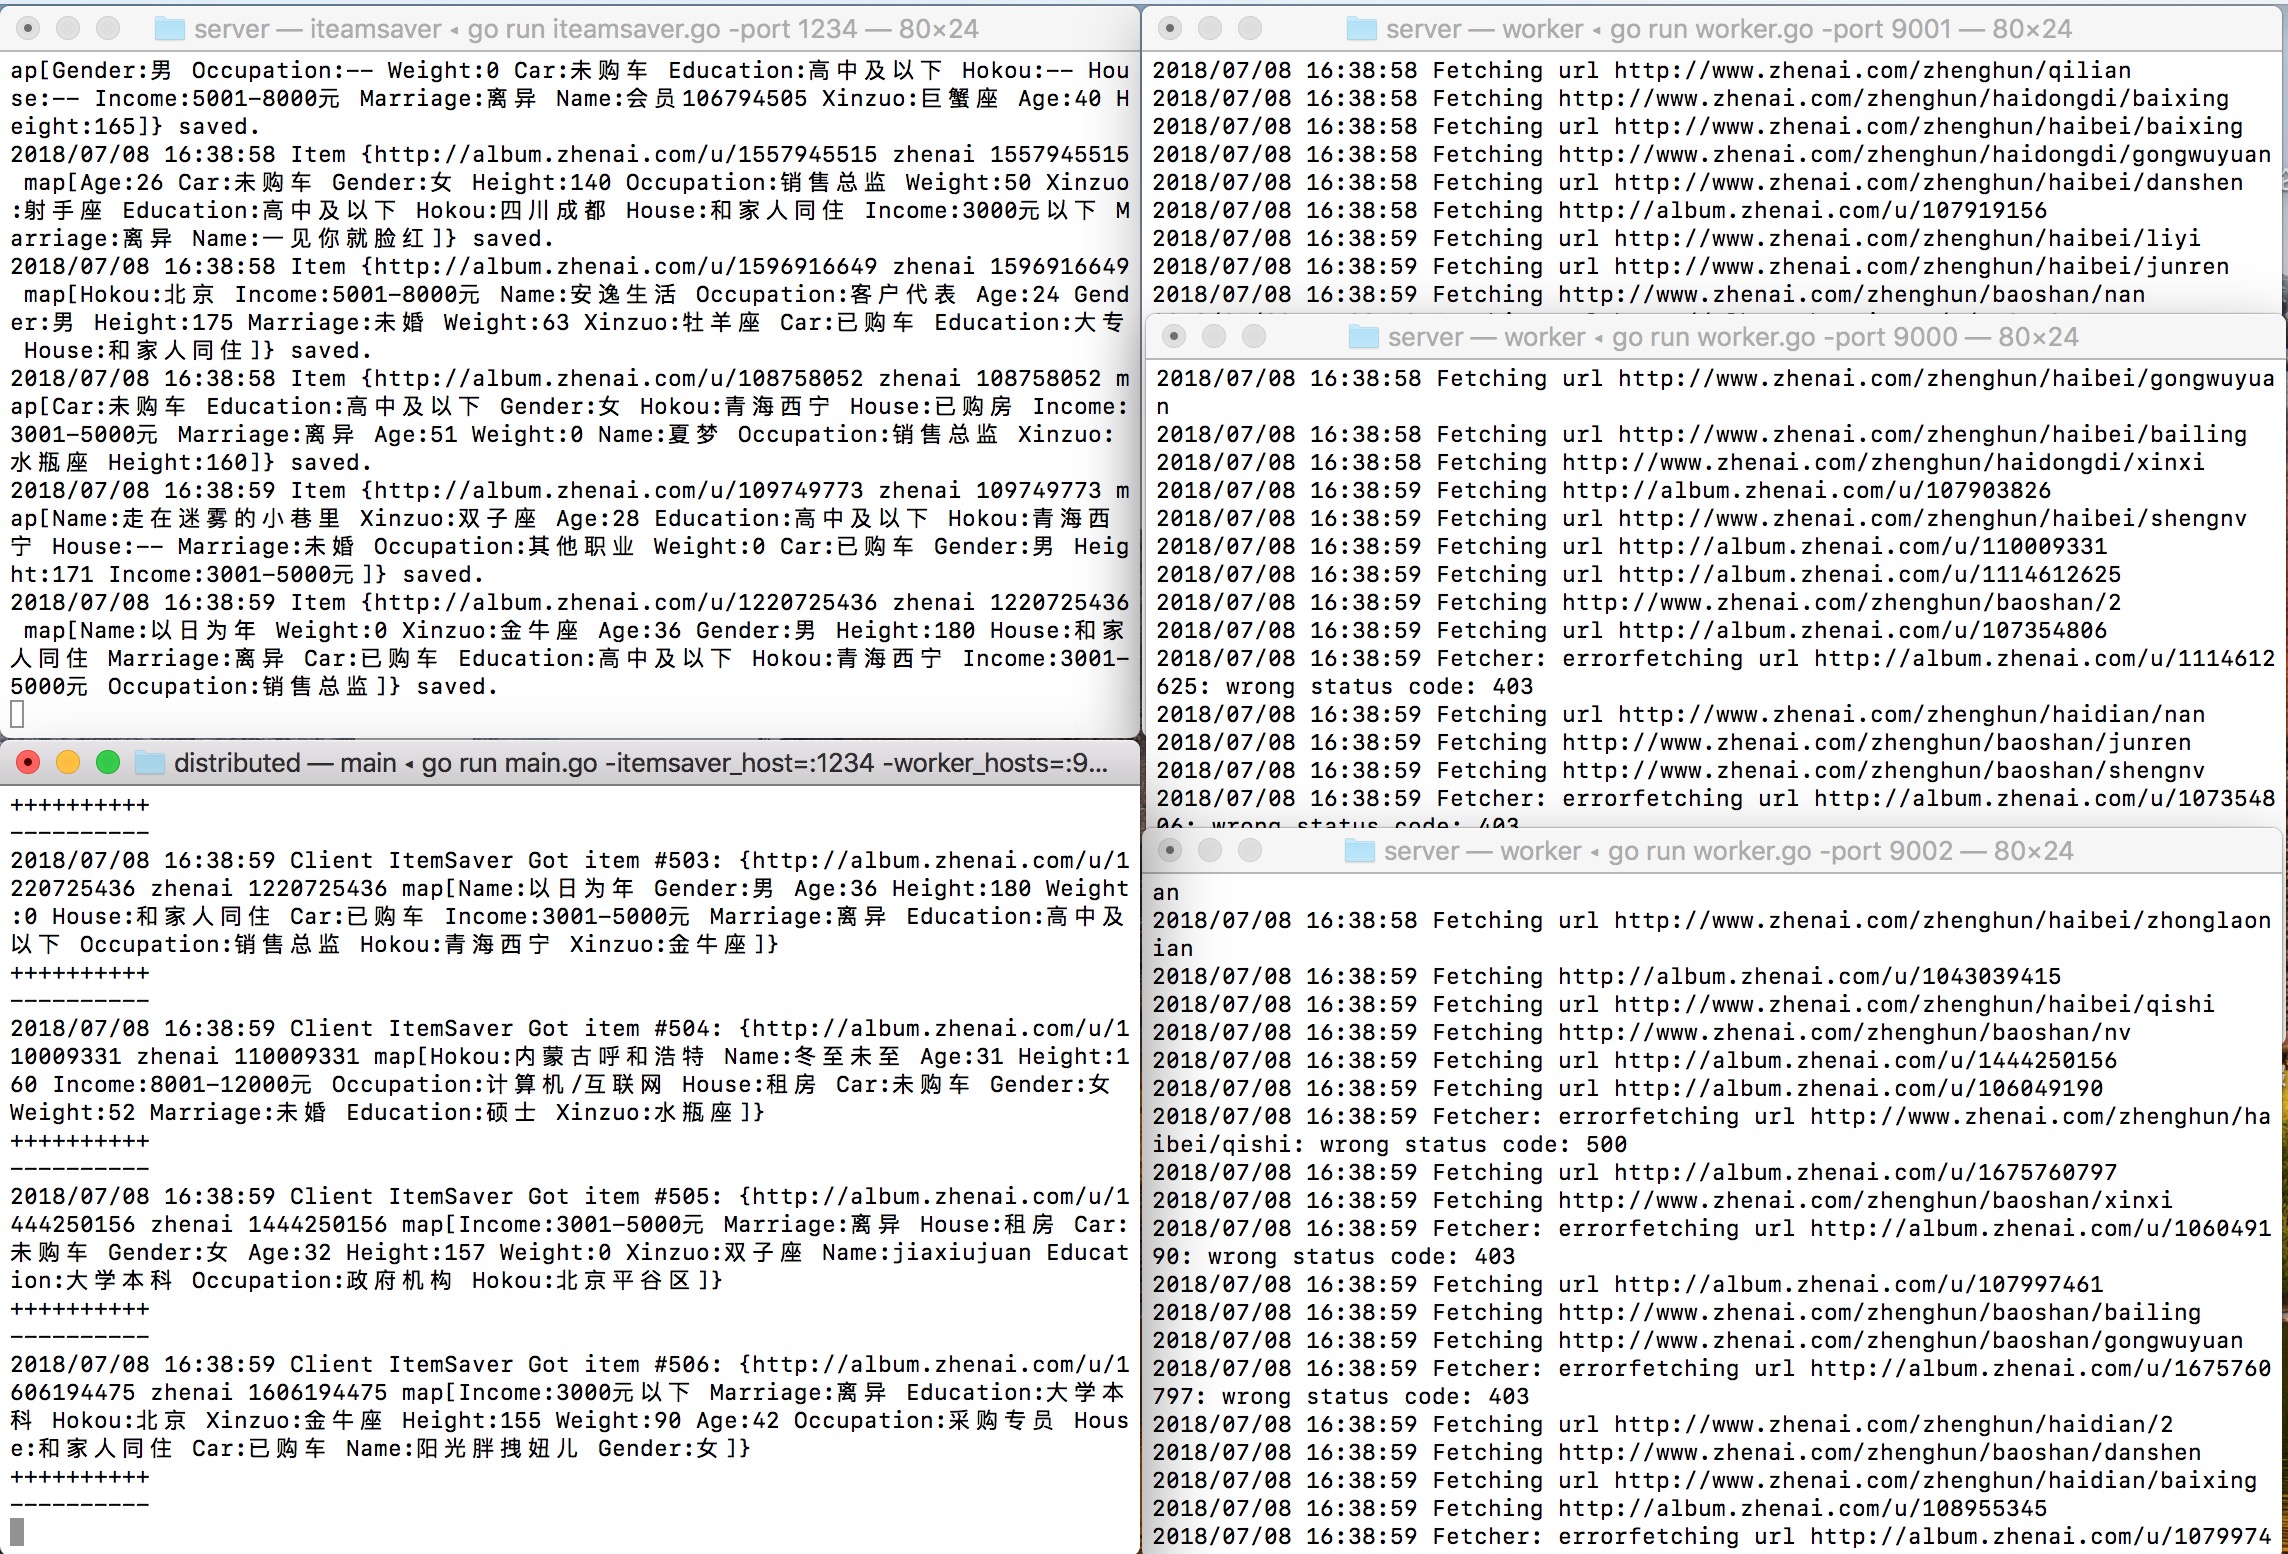 server — iteamsaver ◂ go run iteamsaver.go -port 1234 — 80×24
ap[Gender:男 Occupation:-- Weight:0 Car:未购车 Education:高中及以下 Hokou:-- Hou
se:-- Income:5001-8000元 Marriage:离异 Name:会员106794505 Xinzuo:巨蟹座 Age:40 H
eight:165]} saved.
2018/07/08 16:38:58 Item {http://album.zhenai.com/u/1557945515 zhenai 1557945515
map[Age:26 Car:未购车 Gender:女 Height:140 Occupation:销售总监 Weight:50 Xinzuo
:射手座 Education:高中及以下 Hokou:四川成都 House:和家人同住 Income:3000元以下 M
arriage:离异 Name:一见你就脸红]} saved.
2018/07/08 16:38:58 Item {http://album.zhenai.com/u/1596916649 zhenai 1596916649
map[Hokou:北京 Income:5001-8000元 Name:安逸生活 Occupation:客户代表 Age:24 Gend
er:男 Height:175 Marriage:未婚 Weight:63 Xinzuo:牡羊座 Car:已购车 Education:大专
House:和家人同住]} saved.
2018/07/08 16:38:58 Item {http://album.zhenai.com/u/108758052 zhenai 108758052 m
ap[Car:未购车 Education:高中及以下 Gender:女 Hokou:青海西宁 House:已购房 Income:
3001-5000元 Marriage:离异 Age:51 Weight:0 Name:夏梦 Occupation:销售总监 Xinzuo:
水瓶座 Height:160]} saved.
2018/07/08 16:38:59 Item {http://album.zhenai.com/u/109749773 zhenai 109749773 m
ap[Name:走在迷雾的小巷里 Xinzuo:双子座 Age:28 Education:高中及以下 Hokou:青海西
宁 House:-- Marriage:未婚 Occupation:其他职业 Weight:0 Car:已购车 Gender:男 Heig
ht:171 Income:3001-5000元]} saved.
2018/07/08 16:38:59 Item {http://album.zhenai.com/u/1220725436 zhenai 1220725436
map[Name:以日为年 Weight:0 Xinzuo:金牛座 Age:36 Gender:男 Height:180 House:和家
人同住 Marriage:离异 Car:已购车 Education:高中及以下 Hokou:青海西宁 Income:3001-
5000元 Occupation:销售总监]} saved.
distributed — main ◂ go run main.go -itemsaver_host=:1234 -worker_hosts=:9...
++++++++++
----------
2018/07/08 16:38:59 Client ItemSaver Got item #503: {http://album.zhenai.com/u/1
220725436 zhenai 1220725436 map[Name:以日为年 Gender:男 Age:36 Height:180 Weight
:0 House:和家人同住 Car:已购车 Income:3001-5000元 Marriage:离异 Education:高中及
以下 Occupation:销售总监 Hokou:青海西宁 Xinzuo:金牛座]}
++++++++++
----------
2018/07/08 16:38:59 Client ItemSaver Got item #504: {http://album.zhenai.com/u/1
10009331 zhenai 110009331 map[Hokou:内蒙古呼和浩特 Name:冬至未至 Age:31 Height:1
60 Income:8001-12000元 Occupation:计算机/互联网 House:租房 Car:未购车 Gender:女
Weight:52 Marriage:未婚 Education:硕士 Xinzuo:水瓶座]}
++++++++++
----------
2018/07/08 16:38:59 Client ItemSaver Got item #505: {http://album.zhenai.com/u/1
444250156 zhenai 1444250156 map[Income:3001-5000元 Marriage:离异 House:租房 Car:
未购车 Gender:女 Age:32 Height:157 Weight:0 Xinzuo:双子座 Name:jiaxiujuan Educat
ion:大学本科 Occupation:政府机构 Hokou:北京平谷区]}
++++++++++
----------
2018/07/08 16:38:59 Client ItemSaver Got item #506: {http://album.zhenai.com/u/1
606194475 zhenai 1606194475 map[Income:3000元以下 Marriage:离异 Education:大学本
科 Hokou:北京 Xinzuo:金牛座 Height:155 Weight:90 Age:42 Occupation:采购专员 Hous
e:和家人同住 Car:已购车 Name:阳光胖拽妞儿 Gender:女]}
++++++++++
----------
server — worker ◂ go run worker.go -port 9001 — 80×24
2018/07/08 16:38:58 Fetching url http://www.zhenai.com/zhenghun/qilian
2018/07/08 16:38:58 Fetching http://www.zhenai.com/zhenghun/haidongdi/baixing
2018/07/08 16:38:58 Fetching url http://www.zhenai.com/zhenghun/haibei/baixing
2018/07/08 16:38:58 Fetching http://www.zhenai.com/zhenghun/haidongdi/gongwuyuan
2018/07/08 16:38:58 Fetching url http://www.zhenai.com/zhenghun/haibei/danshen
2018/07/08 16:38:58 Fetching http://album.zhenai.com/u/107919156
2018/07/08 16:38:59 Fetching url http://www.zhenai.com/zhenghun/haibei/liyi
2018/07/08 16:38:59 Fetching url http://www.zhenai.com/zhenghun/haibei/junren
2018/07/08 16:38:59 Fetching http://www.zhenai.com/zhenghun/baoshan/nan
server — worker ◂ go run worker.go -port 9000 — 80×24
2018/07/08 16:38:58 Fetching url http://www.zhenai.com/zhenghun/haibei/gongwuyua
n
2018/07/08 16:38:58 Fetching url http://www.zhenai.com/zhenghun/haibei/bailing
2018/07/08 16:38:58 Fetching http://www.zhenai.com/zhenghun/haidongdi/xinxi
2018/07/08 16:38:59 Fetching http://album.zhenai.com/u/107903826
2018/07/08 16:38:59 Fetching url http://www.zhenai.com/zhenghun/haibei/shengnv
2018/07/08 16:38:59 Fetching url http://album.zhenai.com/u/110009331
2018/07/08 16:38:59 Fetching url http://album.zhenai.com/u/1114612625
2018/07/08 16:38:59 Fetching http://www.zhenai.com/zhenghun/baoshan/2
2018/07/08 16:38:59 Fetching url http://album.zhenai.com/u/107354806
2018/07/08 16:38:59 Fetcher: errorfetching url http://album.zhenai.com/u/1114612
625: wrong status code: 403
2018/07/08 16:38:59 Fetching url http://www.zhenai.com/zhenghun/haidian/nan
2018/07/08 16:38:59 Fetching http://www.zhenai.com/zhenghun/baoshan/junren
2018/07/08 16:38:59 Fetching http://www.zhenai.com/zhenghun/baoshan/shengnv
2018/07/08 16:38:59 Fetcher: errorfetching url http://album.zhenai.com/u/1073548
06: wrong status code: 403
server — worker ◂ go run worker.go -port 9002 — 80×24
an
2018/07/08 16:38:58 Fetching url http://www.zhenai.com/zhenghun/haibei/zhonglaon
ian
2018/07/08 16:38:59 Fetching http://album.zhenai.com/u/1043039415
2018/07/08 16:38:59 Fetching url http://www.zhenai.com/zhenghun/haibei/qishi
2018/07/08 16:38:59 Fetching http://www.zhenai.com/zhenghun/baoshan/nv
2018/07/08 16:38:59 Fetching url http://album.zhenai.com/u/1444250156
2018/07/08 16:38:59 Fetching url http://album.zhenai.com/u/106049190
2018/07/08 16:38:59 Fetcher: errorfetching url http://www.zhenai.com/zhenghun/ha
ibei/qishi: wrong status code: 500
2018/07/08 16:38:59 Fetching url http://album.zhenai.com/u/1675760797
2018/07/08 16:38:59 Fetching http://www.zhenai.com/zhenghun/baoshan/xinxi
2018/07/08 16:38:59 Fetcher: errorfetching url http://album.zhenai.com/u/1060491
90: wrong status code: 403
2018/07/08 16:38:59 Fetching url http://album.zhenai.com/u/107997461
2018/07/08 16:38:59 Fetching http://www.zhenai.com/zhenghun/baoshan/bailing
2018/07/08 16:38:59 Fetching http://www.zhenai.com/zhenghun/baoshan/gongwuyuan
2018/07/08 16:38:59 Fetcher: errorfetching url http://album.zhenai.com/u/1675760
797: wrong status code: 403
2018/07/08 16:38:59 Fetching url http://www.zhenai.com/zhenghun/haidian/2
2018/07/08 16:38:59 Fetching http://www.zhenai.com/zhenghun/baoshan/danshen
2018/07/08 16:38:59 Fetching url http://www.zhenai.com/zhenghun/haidian/baixing
2018/07/08 16:38:59 Fetching http://album.zhenai.com/u/108955345
2018/07/08 16:38:59 Fetcher: errorfetching url http://album.zhenai.com/u/1079974